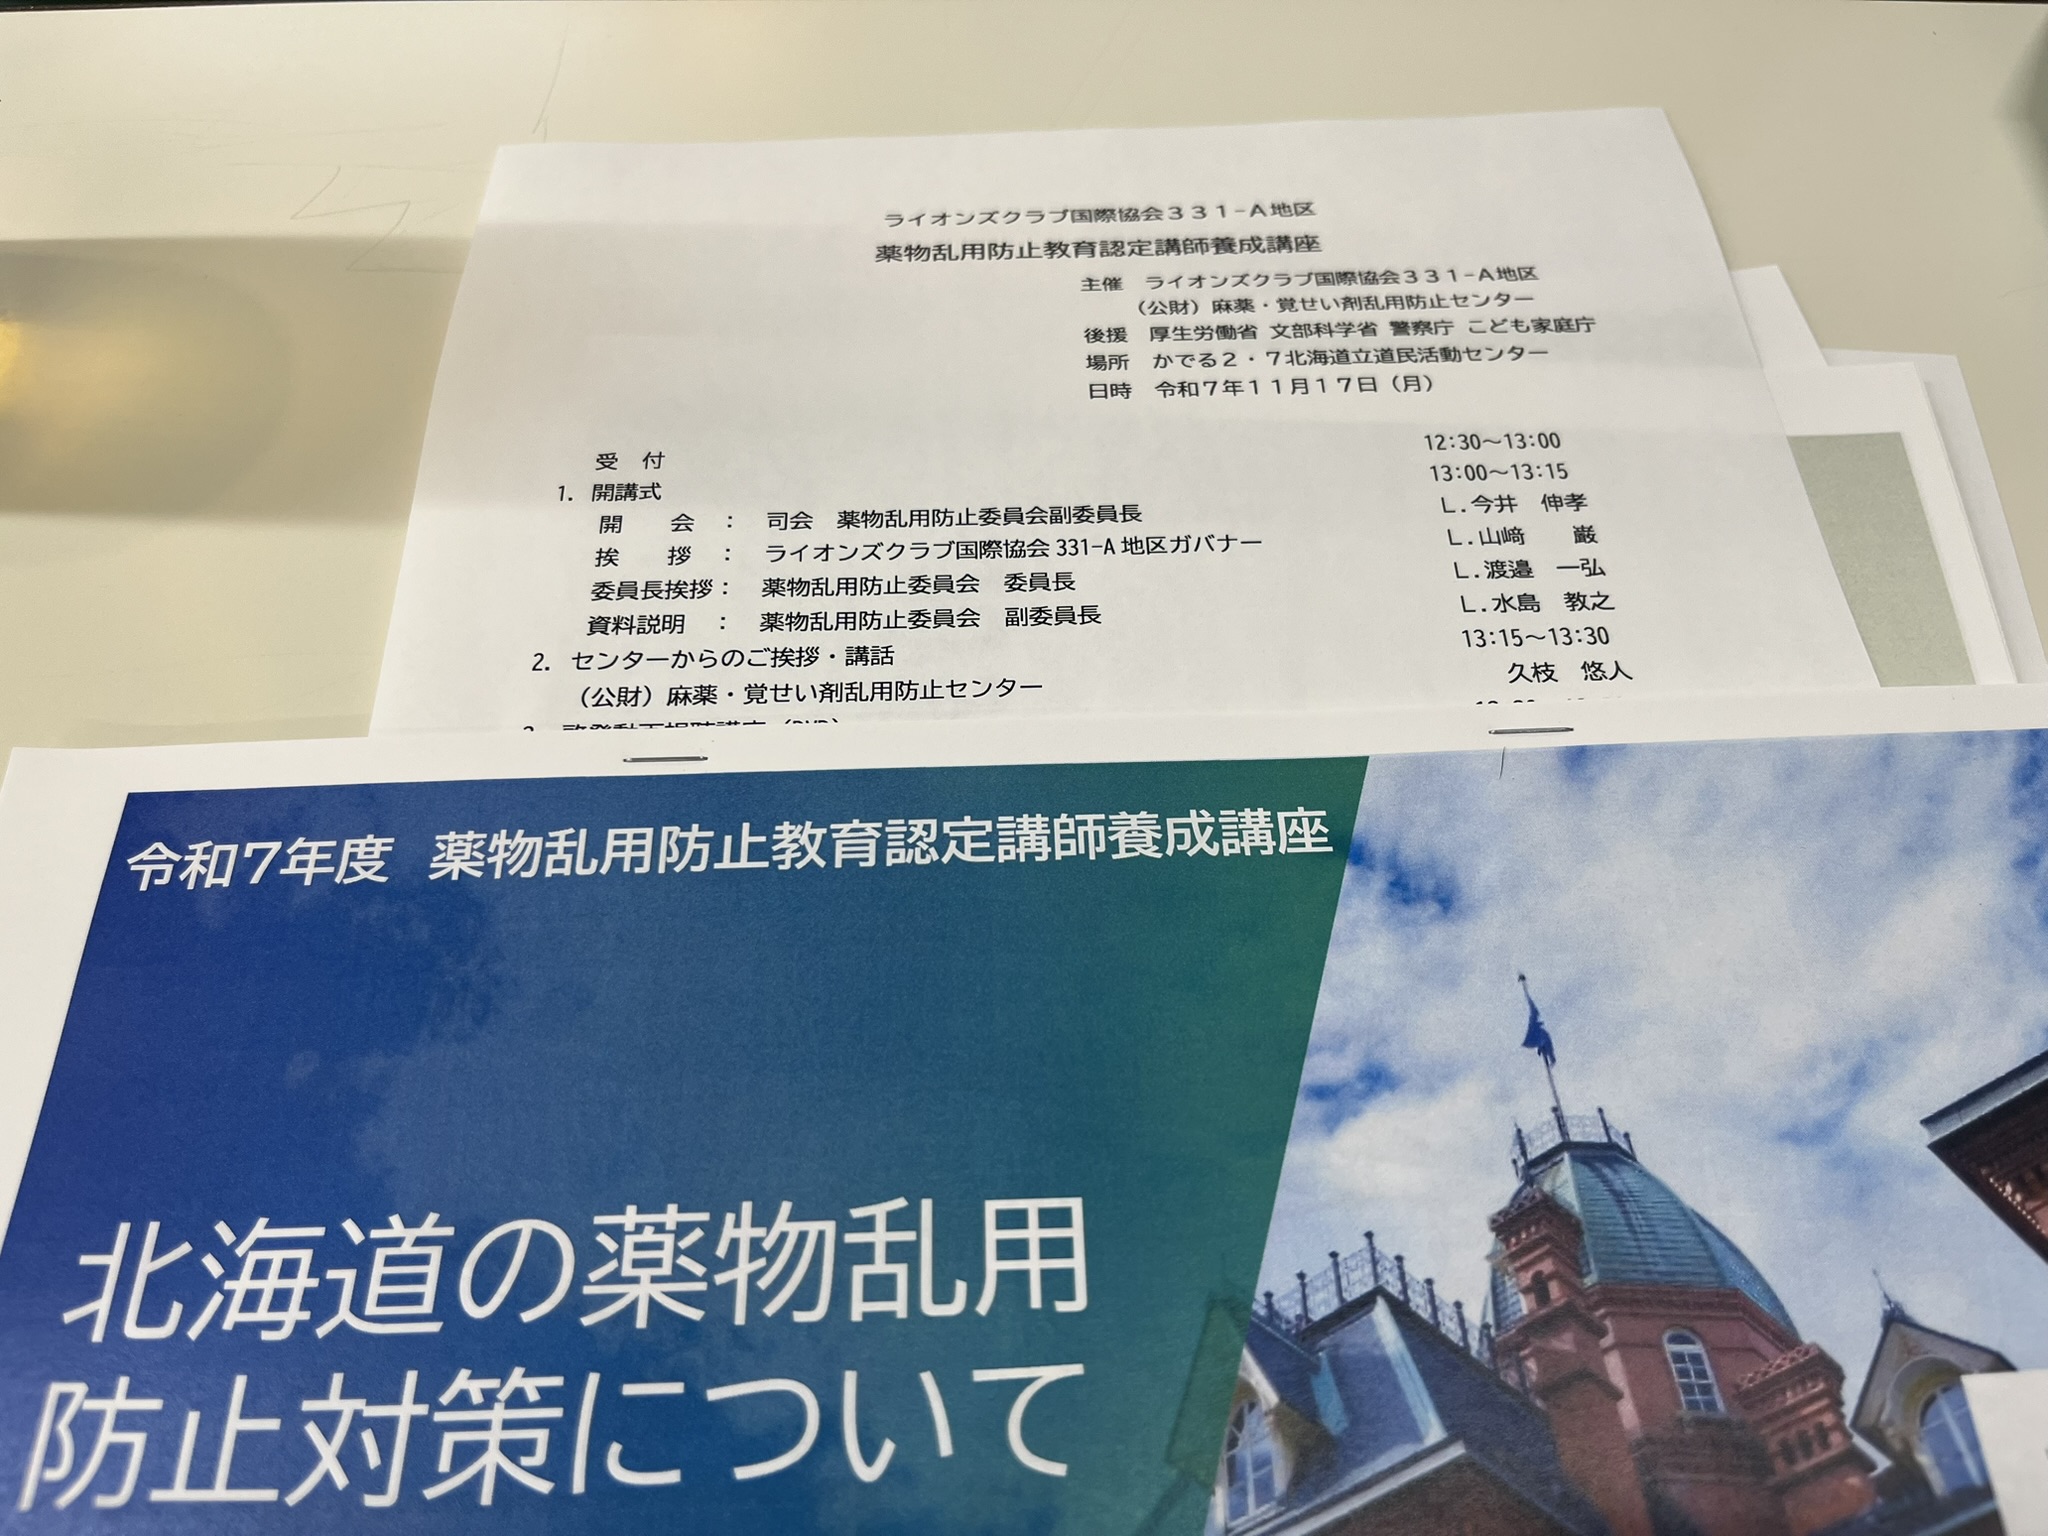 ライオンズクラブ国際協会331-A地区
薬物乱用防止教育認定講師養成講座
主催　ライオンズクラブ国際協会331-A地区
（公財）麻薬・覚せい剤乱用防止センター
後援　厚生労働省 文部科学省 警察庁 こども家庭庁
場所　かでる2・7北海道立道民活動センター
日時　令和7年11月17日（月）
受　付　12:30～13:00
1. 開講式　13:00～13:15
開　会　：　司会　薬物乱用防止委員会副委員長　L.今井　伸孝
挨　拶　：　ライオンズクラブ国際協会 331-A 地区ガバナー　L.山﨑　巌
委員長挨拶：　薬物乱用防止委員会　委員長　L.渡邉　一弘
資料説明　：　薬物乱用防止委員会　副委員長　L.水島　教之
2. センターからのご挨拶・講話　13:15～13:30
（公財）麻薬・覚せい剤乱用防止センター　久枝　悠人
令和7年度　薬物乱用防止教育認定講師養成講座
北海道の薬物乱用
防止対策について